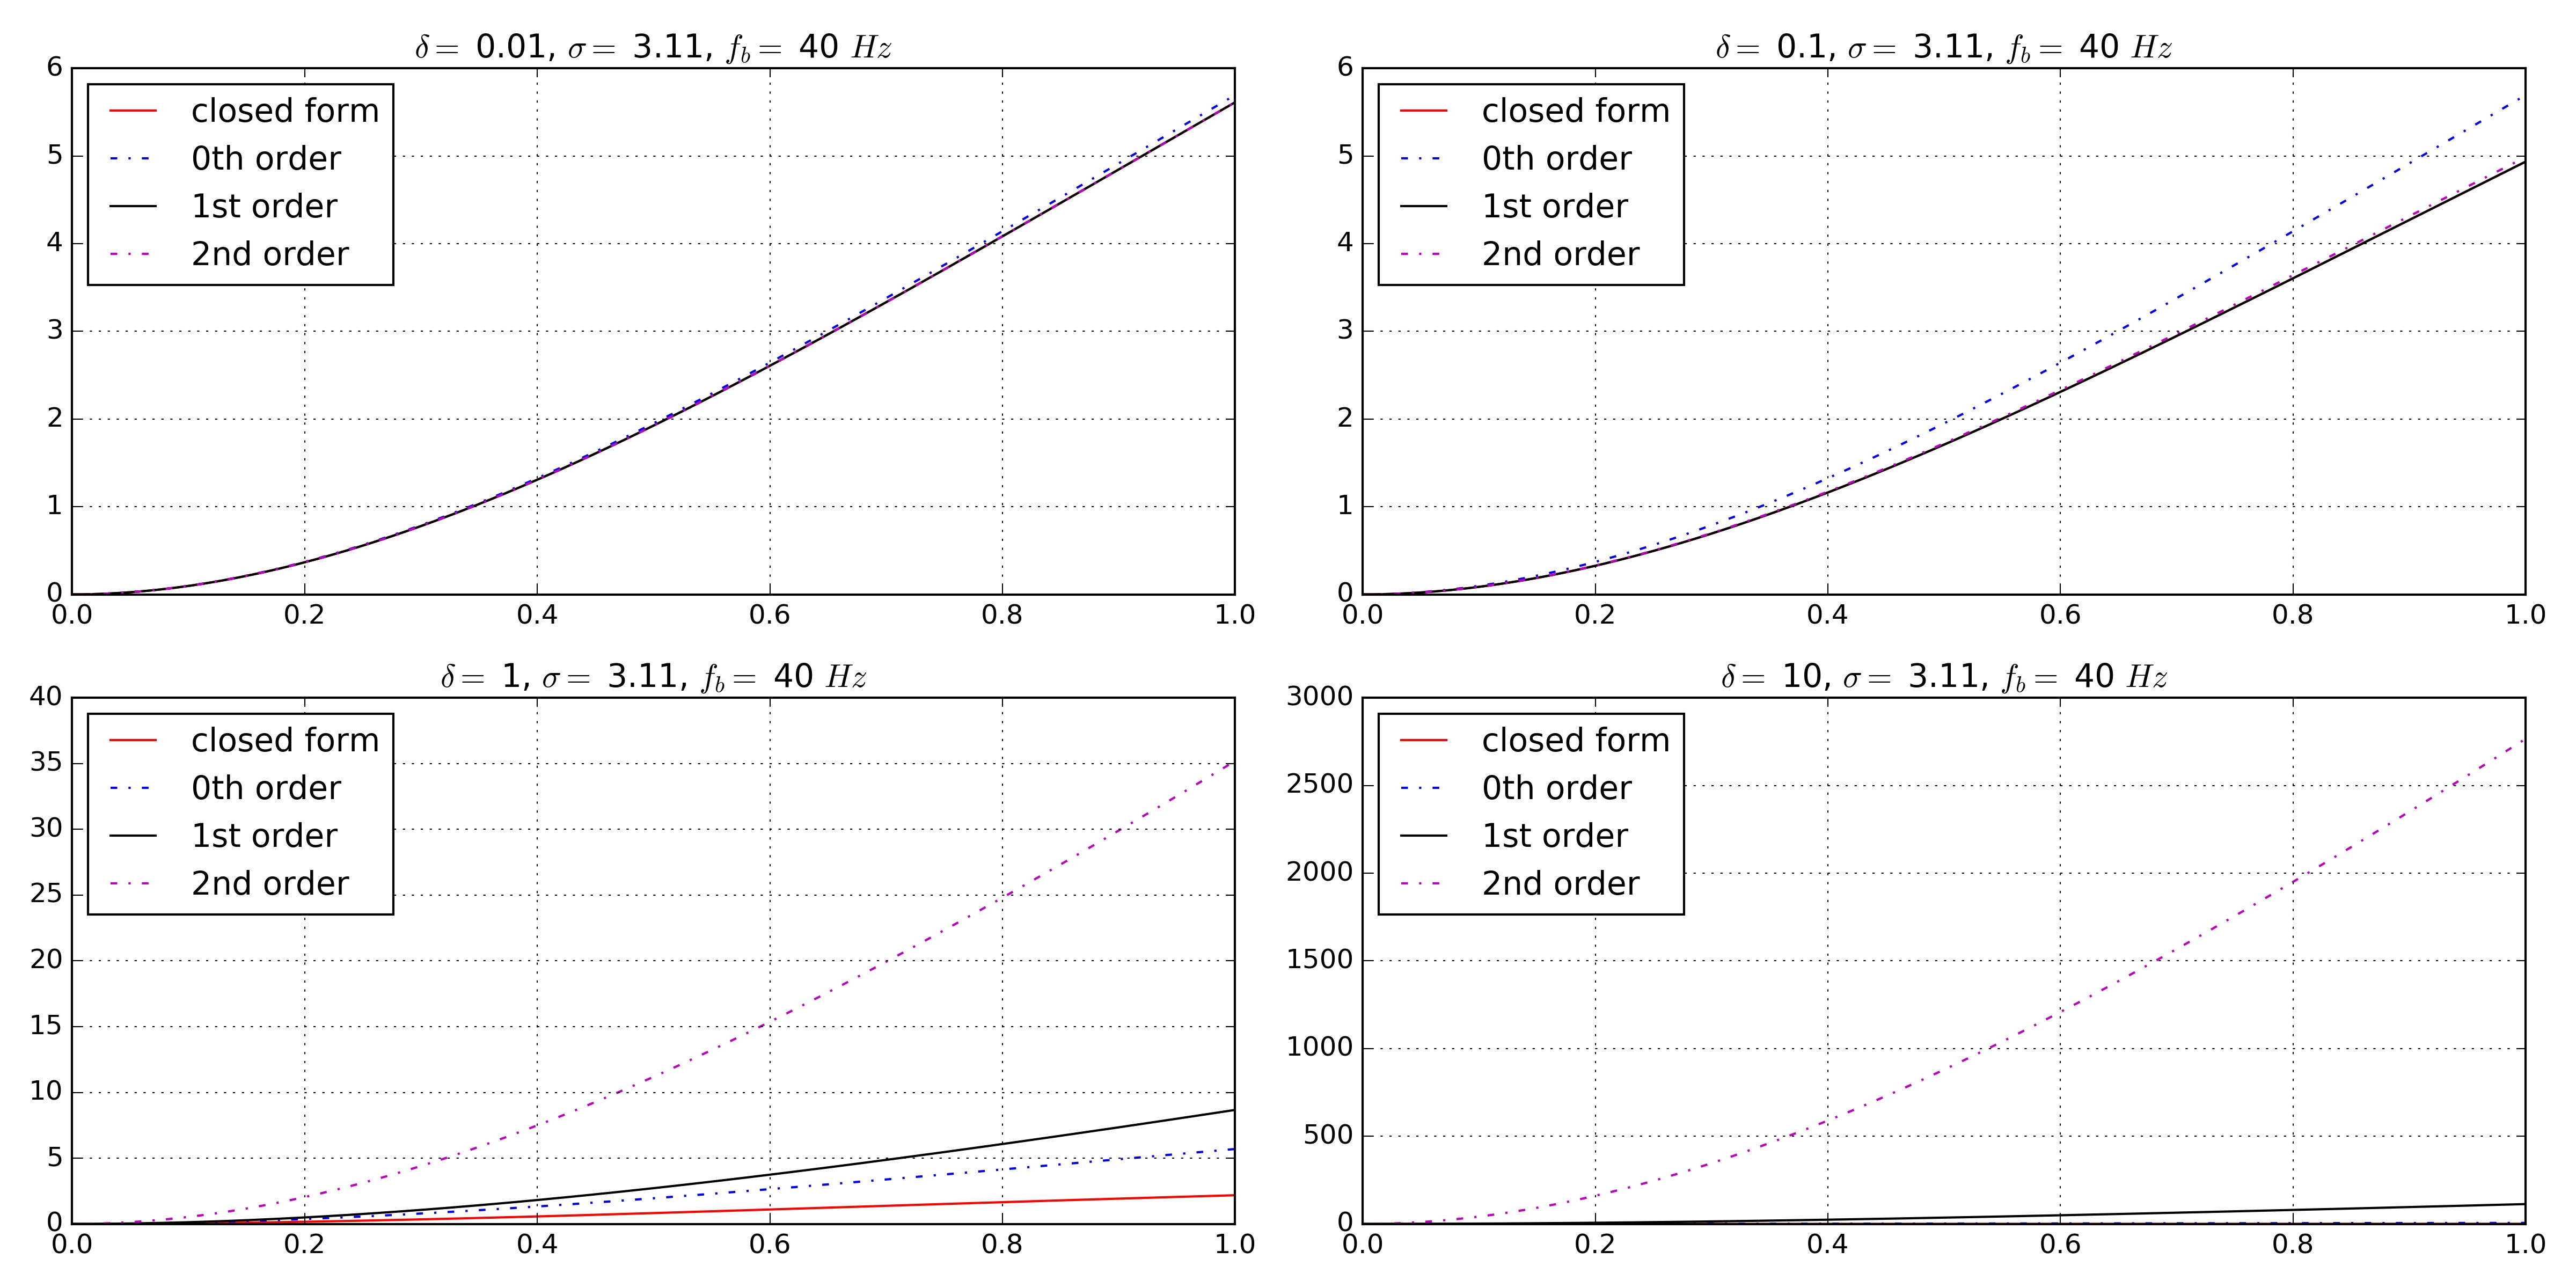 δ = 0.01, σ = 3.11, f_b = 40 Hz
6
5
4
3
2
1
0
closed form
0th order
1st order
2nd order
0.0 0.2 0.4 0.6 0.8 1.0
δ = 0.1, σ = 3.11, f_b = 40 Hz
6
5
4
3
2
1
0
closed form
0th order
1st order
2nd order
0.0 0.2 0.4 0.6 0.8 1.0
δ = 1, σ = 3.11, f_b = 40 Hz
40
35
30
25
20
15
10
5
0
closed form
0th order
1st order
2nd order
0.0 0.2 0.4 0.6 0.8 1.0
δ = 10, σ = 3.11, f_b = 40 Hz
3000
2500
2000
1500
1000
500
0
closed form
0th order
1st order
2nd order
0.0 0.2 0.4 0.6 0.8 1.0